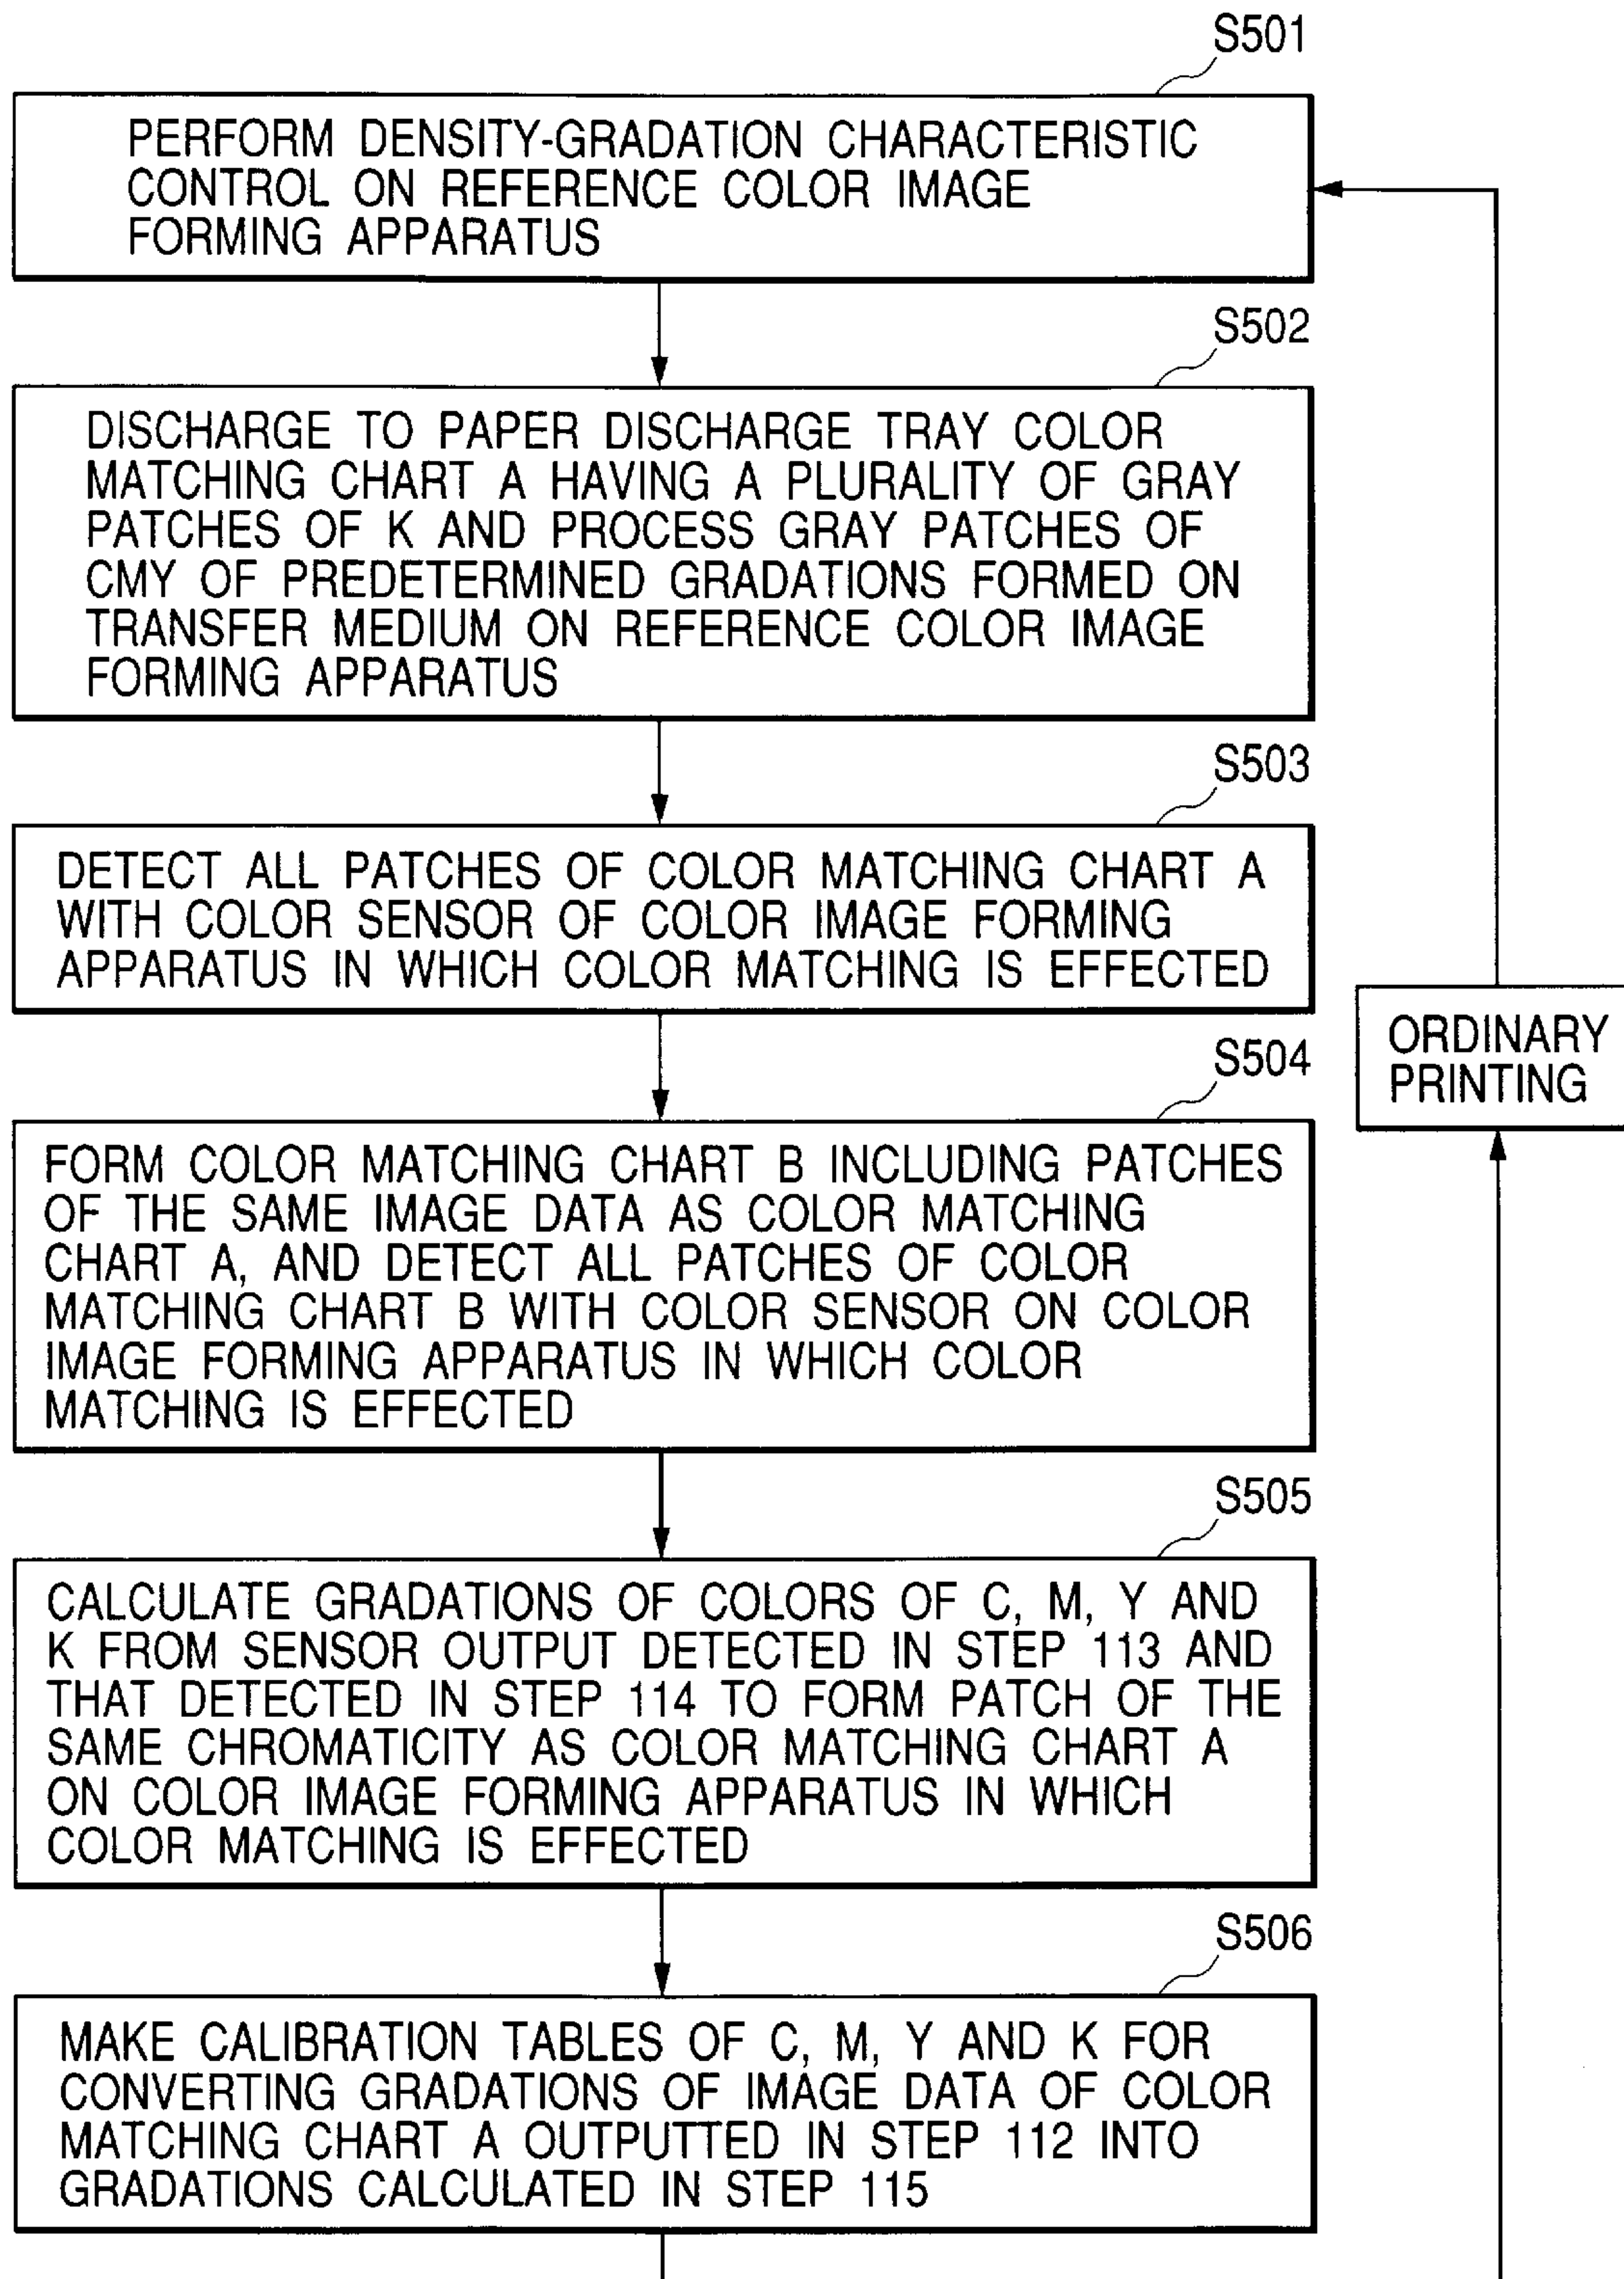 S501
PERFORM DENSITY-GRADATION CHARACTERISTIC
CONTROL ON REFERENCE COLOR IMAGE
FORMING APPARATUS
S502
DISCHARGE TO PAPER DISCHARGE TRAY COLOR
MATCHING CHART A HAVING A PLURALITY OF GRAY
PATCHES OF K AND PROCESS GRAY PATCHES OF
CMY OF PREDETERMINED GRADATIONS FORMED ON
TRANSFER MEDIUM ON REFERENCE COLOR IMAGE
FORMING APPARATUS
S503
DETECT ALL PATCHES OF COLOR MATCHING CHART A
WITH COLOR SENSOR OF COLOR IMAGE FORMING
APPARATUS IN WHICH COLOR MATCHING IS EFFECTED
ORDINARY
PRINTING
S504
FORM COLOR MATCHING CHART B INCLUDING PATCHES
OF THE SAME IMAGE DATA AS COLOR MATCHING
CHART A, AND DETECT ALL PATCHES OF COLOR
MATCHING CHART B WITH COLOR SENSOR ON COLOR
IMAGE FORMING APPARATUS IN WHICH COLOR
MATCHING IS EFFECTED
S505
CALCULATE GRADATIONS OF COLORS OF C, M, Y AND
K FROM SENSOR OUTPUT DETECTED IN STEP 113 AND
THAT DETECTED IN STEP 114 TO FORM PATCH OF THE
SAME CHROMATICITY AS COLOR MATCHING CHART A
ON COLOR IMAGE FORMING APPARATUS IN WHICH
COLOR MATCHING IS EFFECTED
S506
MAKE CALIBRATION TABLES OF C, M, Y AND K FOR
CONVERTING GRADATIONS OF IMAGE DATA OF COLOR
MATCHING CHART A OUTPUTTED IN STEP 112 INTO
GRADATIONS CALCULATED IN STEP 115